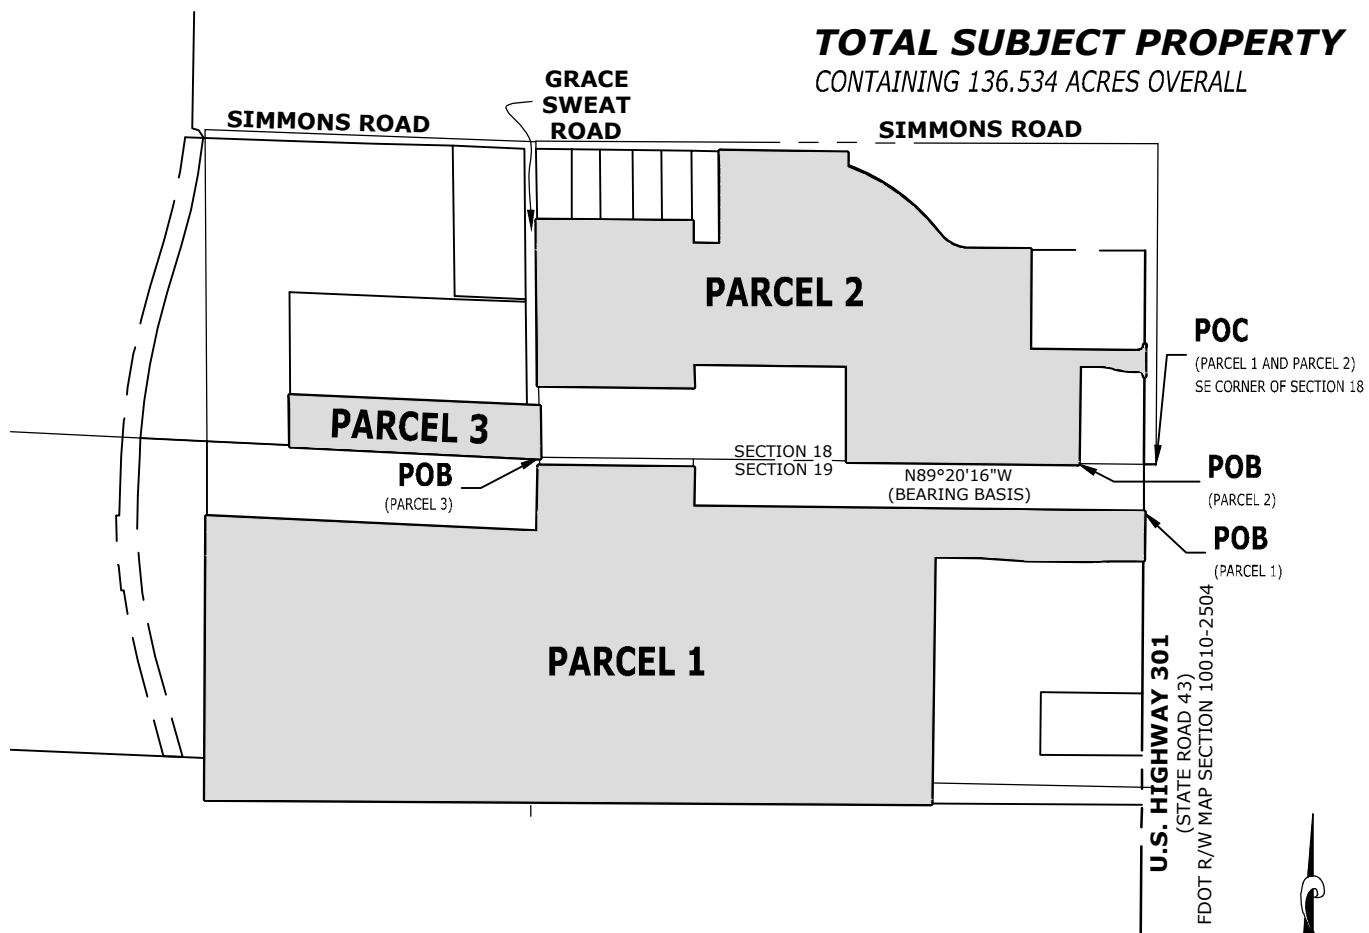 TOTAL SUBJECT PROPERTY
CONTAINING 136.534 ACRES OVERALL
GRACE
SWEAT
ROAD
SIMMONS ROAD
SIMMONS ROAD
PARCEL 2
POC
(PARCEL 1 AND PARCEL 2)
SE CORNER OF SECTION 18
PARCEL 3
POB
(PARCEL 3)
SECTION 18
SECTION 19
N89°20'16"W
(BEARING BASIS)
POB
(PARCEL 2)
POB
(PARCEL 1)
PARCEL 1
U.S. HIGHWAY 301
(STATE ROAD 43)
FDOT R/W MAP SECTION 10010-2504